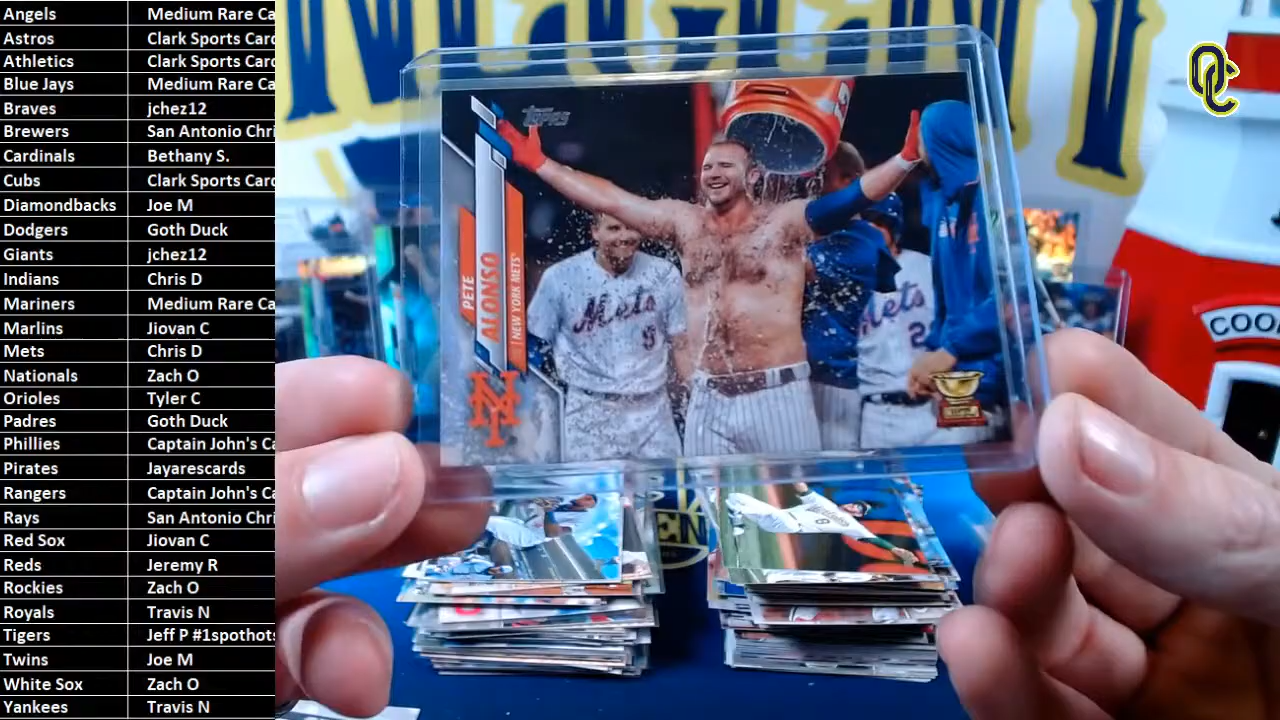 Angels Medium Rare Ca
Astros Clark Sports Card
Athletics Clark Sports Card
Blue Jays Medium Rare Ca
Braves jchez12
Brewers San Antonio Chri
Cardinals Bethany S.
Cubs Clark Sports Card
Diamondbacks Joe M
Dodgers Goth Duck
Giants jchez12
Indians Chris D
Mariners Medium Rare Ca
Marlins Jiovan C
Mets Chris D
Nationals Zach O
Orioles Tyler C
Padres Goth Duck
Phillies Captain John's Ca
Pirates Jayarescards
Rangers Captain John's Ca
Rays San Antonio Chri
Red Sox Jiovan C
Reds Jeremy R
Rockies Zach O
Royals Travis N
Tigers Jeff P #1spothots
Twins Joe M
White Sox Zach O
Yankees Travis N
OC
TOPPS
PETE
ALONSO
NEW YORK METS
Mets
9
Mets
2
NY
COO